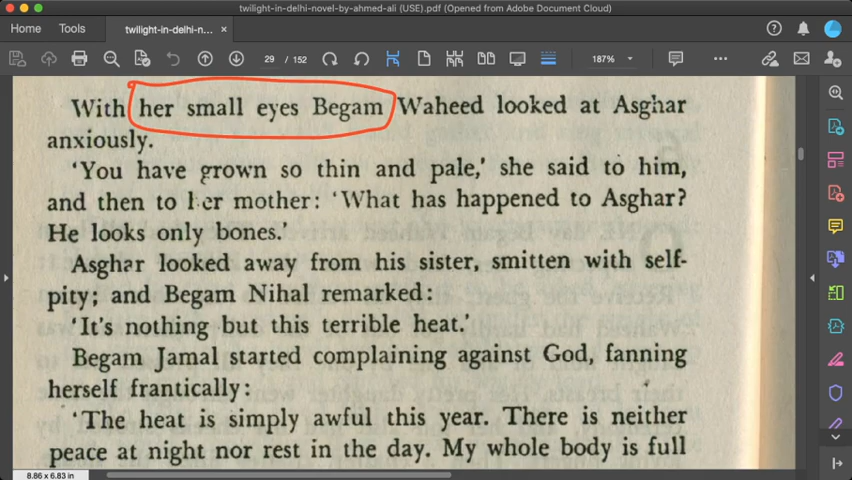 twilight-in-delhi-novel-by-ahmed-ali (USE).pdf (Opened from Adobe Document Cloud)
Home Tools twilight-in-delhi-n... ×
29 / 152 187%
With her small eyes Begam Waheed looked at Asghar
anxiously.
'You have grown so thin and pale,' she said to him,
and then to her mother: 'What has happened to Asghar?
He looks only bones.'
Asghar looked away from his sister, smitten with self-
pity; and Begam Nihal remarked:
'It's nothing but this terrible heat.'
Begam Jamal started complaining against God, fanning
herself frantically:
'The heat is simply awful this year. There is neither
peace at night nor rest in the day. My whole body is full
8.86 x 6.83 in